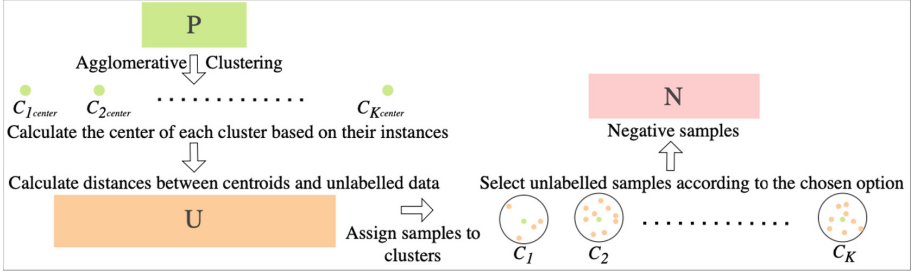 P
Agglomerative Clustering
C1center C2center CKcenter
Calculate the center of each cluster based on their instances
Calculate distances between centroids and unlabelled data
U
Assign samples to
clusters
N
Negative samples
Select unlabelled samples according to the chosen option
C1 C2 CK